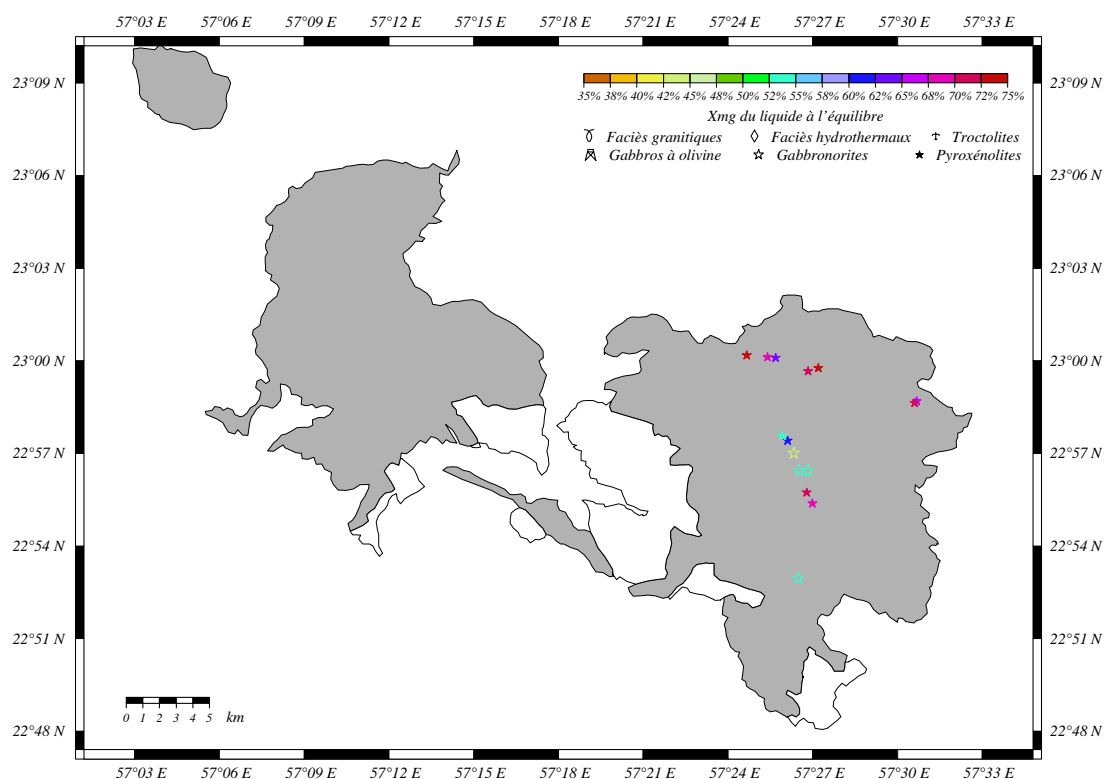 57°03 E 57°06 E 57°09 E 57°12 E 57°15 E 57°18 E 57°21 E 57°24 E 57°27 E 57°30 E 57°33 E
23°09 N 23°09 N
35% 38% 40% 42% 45% 48% 50% 52% 55% 58% 60% 62% 65% 68% 70% 72% 75%
Xmg du liquide à l'équilibre
Faciès granitiques Faciès hydrothermaux Troctolites
Gabbros à olivine Gabbronorites Pyroxénolites
23°06 N 23°06 N
23°03 N 23°03 N
23°00 N 23°00 N
22°57 N 22°57 N
22°54 N 22°54 N
22°51 N 22°51 N
0 1 2 3 4 5 km
22°48 N 22°48 N
57°03 E 57°06 E 57°09 E 57°12 E 57°15 E 57°18 E 57°21 E 57°24 E 57°27 E 57°30 E 57°33 E